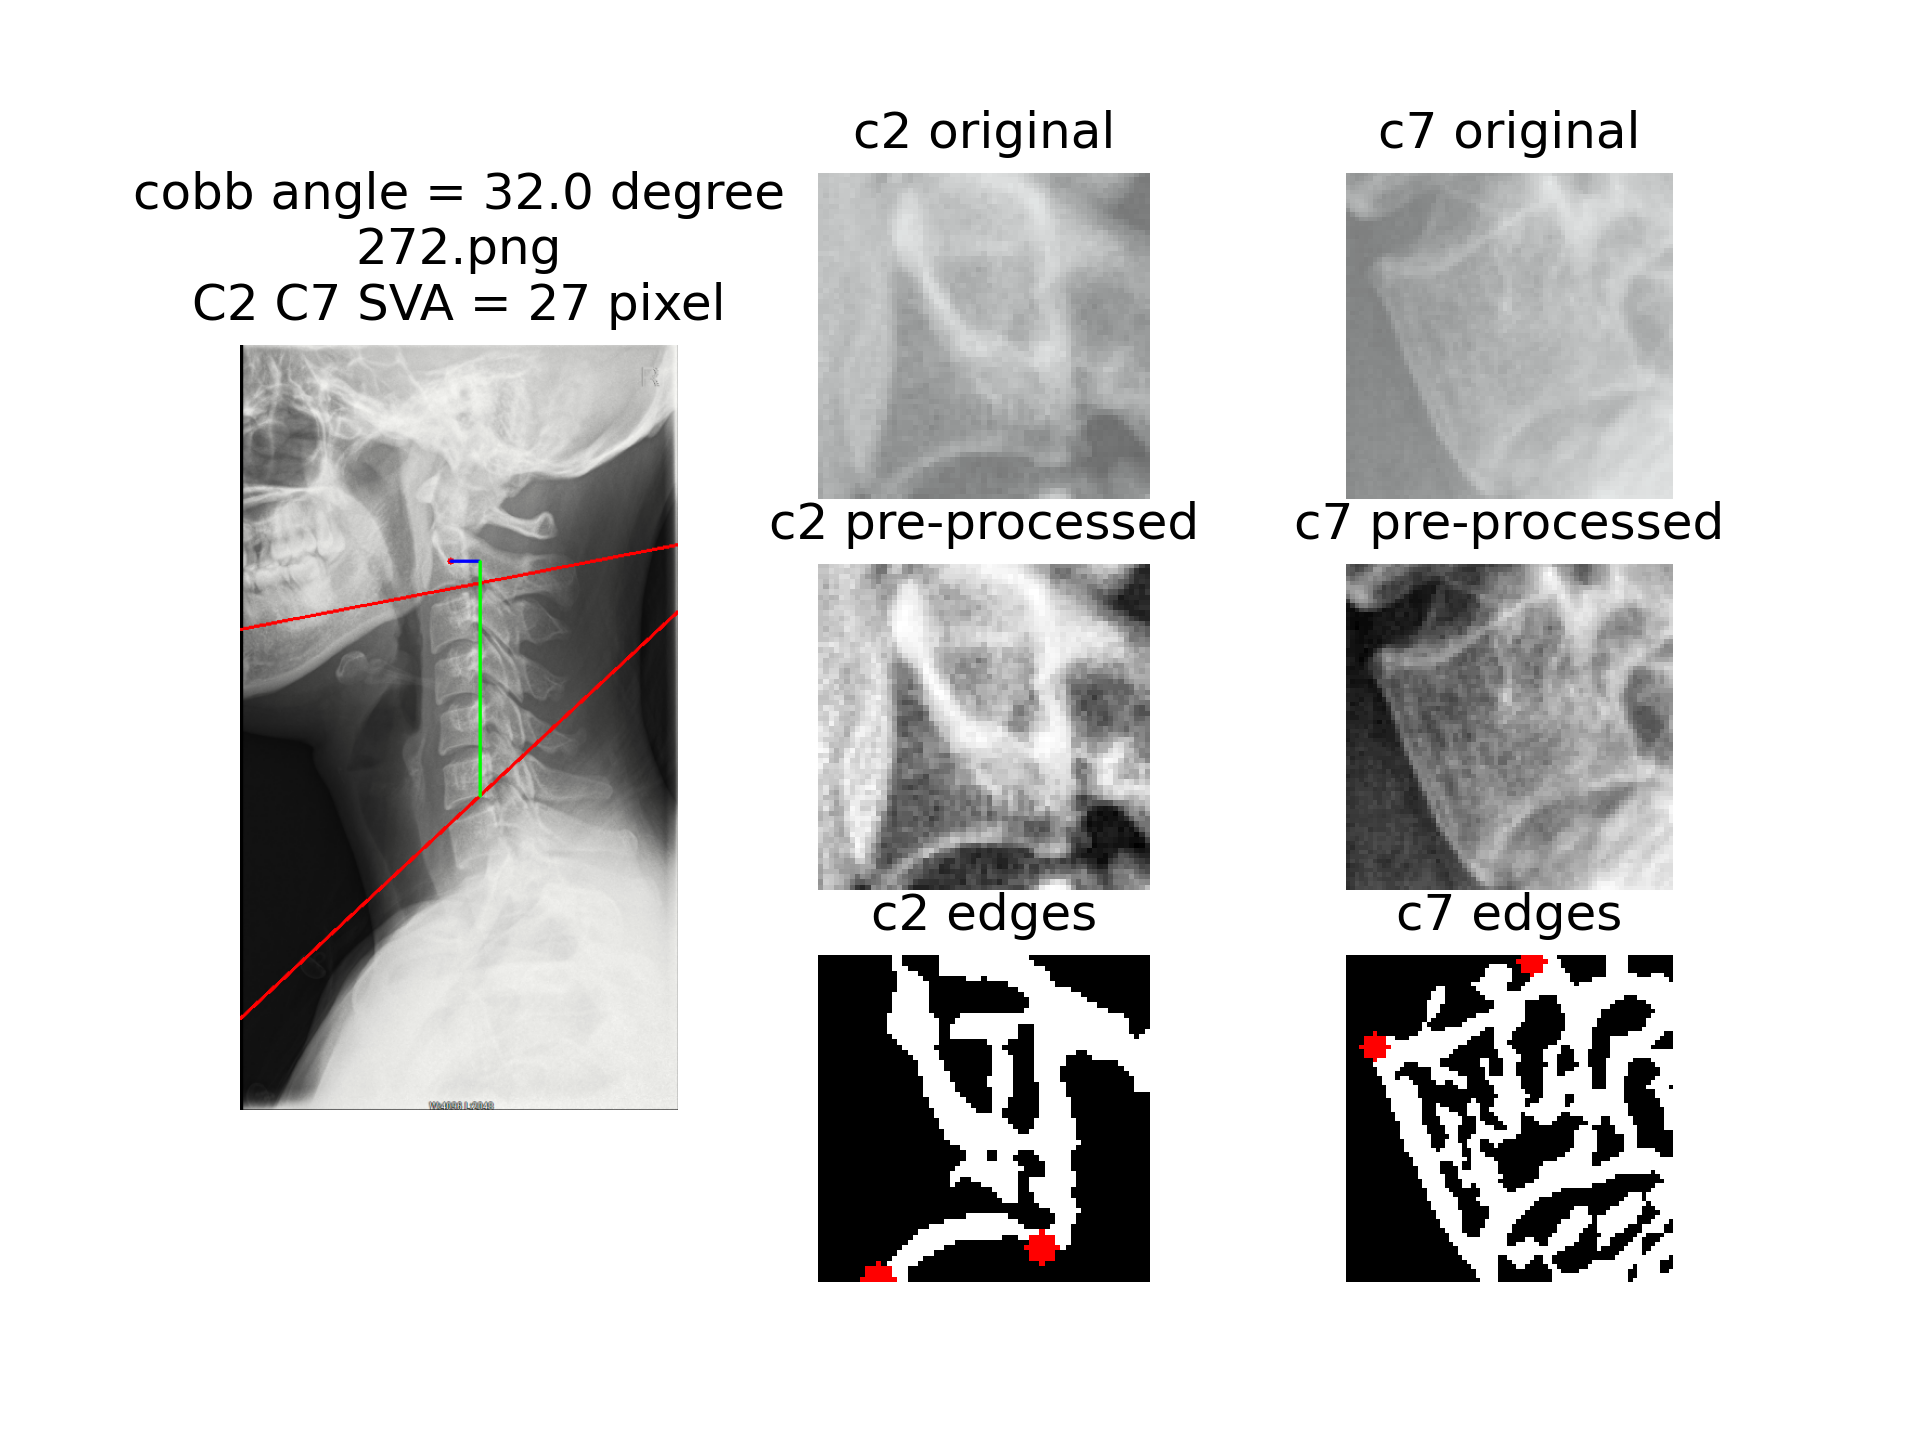 cobb angle = 32.0 degree
272.png
C2 C7 SVA = 27 pixel
R
c2 original
c7 original
c2 pre-processed
c7 pre-processed
c2 edges
c7 edges